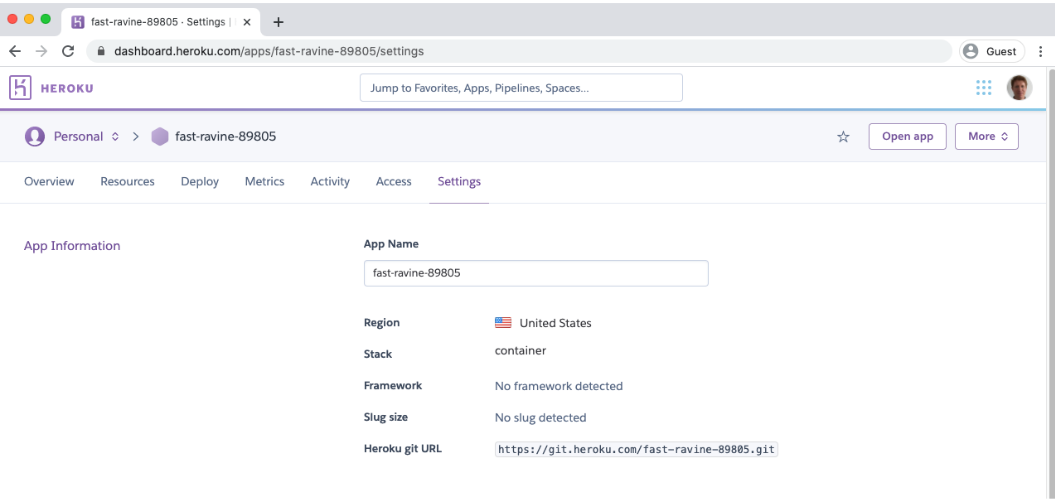 fast-ravine-89805 · Settings |
dashboard.heroku.com/apps/fast-ravine-89805/settings
Guest
HEROKU
Jump to Favorites, Apps, Pipelines, Spaces...
Personal > fast-ravine-89805
Open app
More
Overview Resources Deploy Metrics Activity Access Settings
App Information
App Name
fast-ravine-89805
Region United States
Stack container
Framework No framework detected
Slug size No slug detected
Heroku git URL https://git.heroku.com/fast-ravine-89805.git